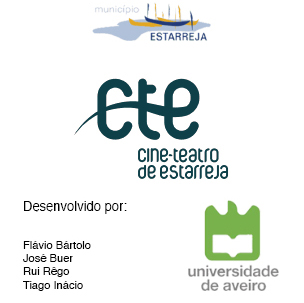 município
ESTARREJA
cte
cine-teatro
de estarreja
Desenvolvido por:
Flávio Bártolo
José Buer
Rui Rêgo
Tiago Inácio
universidade
de aveiro